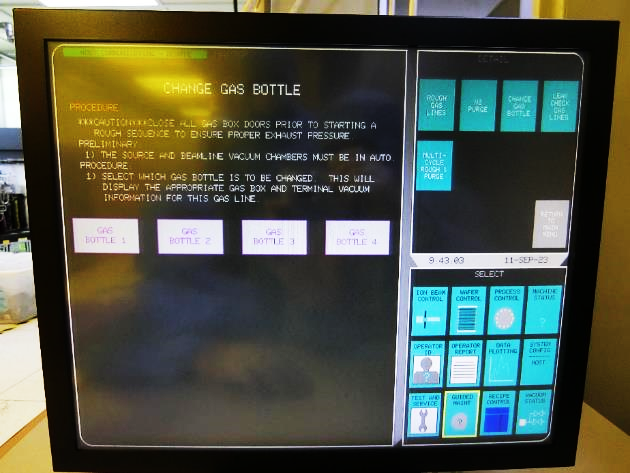 CHANGE GAS BOTTLE
PROCEDURE
***CAUTION***CLOSE ALL GAS BOX DOORS PRIOR TO STARTING A
ROUGH SEQUENCE TO ENSURE PROPER EXHAUST PRESSURE
PRELIMINARY
1) THE SOURCE AND BEAMLINE VACUUM CHAMBERS MUST BE IN AUTO.
PROCEDURE
1) SELECT WHICH GAS BOTTLE IS TO BE CHANGED. THIS WILL
DISPLAY THE APPROPRIATE GAS BOX AND TERMINAL VACUUM
INFORMATION FOR THIS GAS LINE.
GAS
BOTTLE 1
GAS
BOTTLE 2
GAS
BOTTLE 3
GAS
BOTTLE 4
DETAIL
ROUGH
GAS
LINES
N2
PURGE
CHANGE
GAS
BOTTLE
LEAK
CHECK
GAS
LINES
MULTI-
CYCLE
ROUGH &
PURGE
RETURN
TO
MAIN
MENU
9:43:03 11-SEP-23
SELECT
ION BEAM
CONTROL
WAFER
CONTROL
PROCESS
CONTROL
MACHINE
STATUS
?
OPERATOR
ID
?
OPERATOR
REPORT
DATA
PLOTTING
SYSTEM
CONFIG
HOST
TEST AND
SERVICE
GUIDED
MAINT
?
RECIPE
CONTROL
VACUUM
STATUS